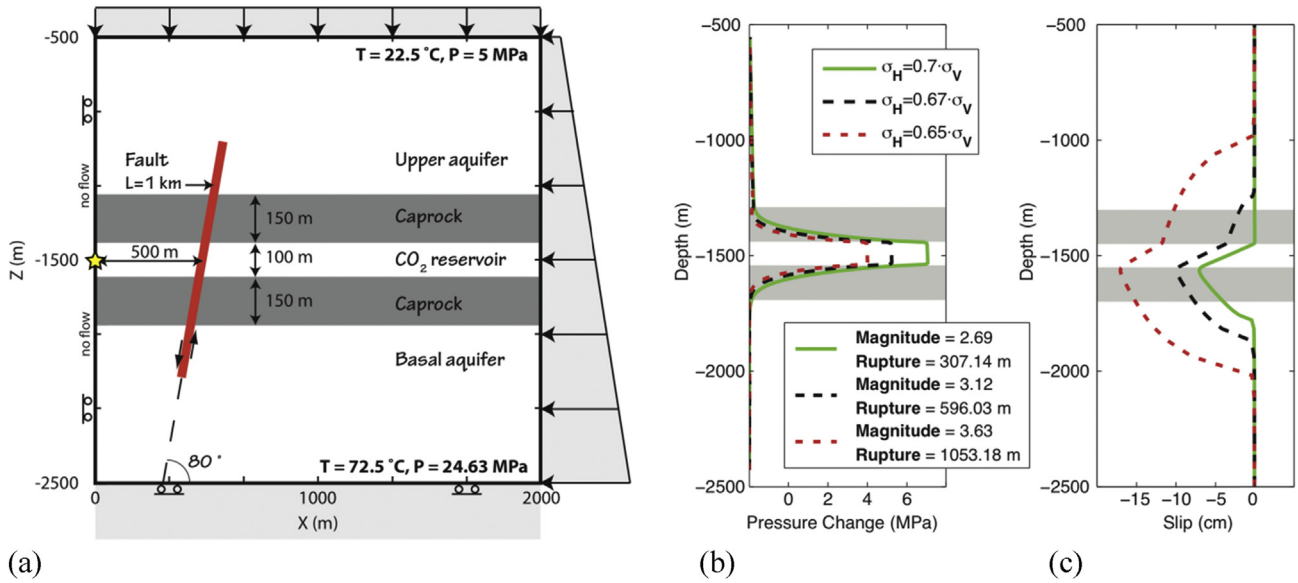 -500
T = 22.5 °C, P = 5 MPa
Fault
L=1 km
Upper aquifer
no flow
150 m
Caprock
Z (m)
-1500
500 m
100 m
CO2 reservoir
150 m
Caprock
no flow
Basal aquifer
80 °
T = 72.5 °C, P = 24.63 MPa
-2500
0
1000
2000
X (m)
(a)
−500
−1000
−1500
−2000
−2500
Depth (m)
σH=0.7·σV
σH=0.67·σV
σH=0.65·σV
Magnitude = 2.69
Rupture = 307.14 m
Magnitude = 3.12
Rupture = 596.03 m
Magnitude = 3.63
Rupture = 1053.18 m
0 2 4 6
Pressure Change (MPa)
(b)
−500
−1000
−1500
−2000
−2500
Depth (m)
−15 −10 −5 0
Slip (cm)
(c)